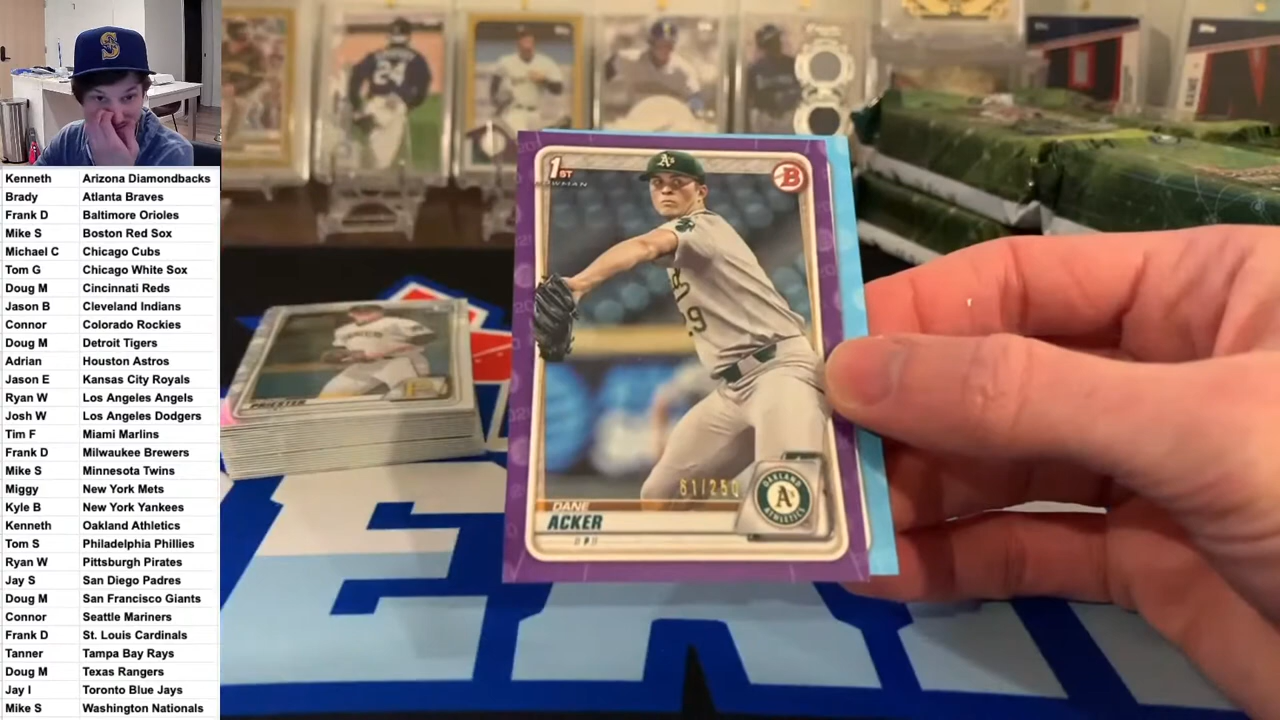 Kenneth Arizona Diamondbacks
Brady Atlanta Braves
Frank D Baltimore Orioles
Mike S Boston Red Sox
Michael C Chicago Cubs
Tom G Chicago White Sox
Doug M Cincinnati Reds
Jason B Cleveland Indians
Connor Colorado Rockies
Doug M Detroit Tigers
Adrian Houston Astros
Jason E Kansas City Royals
Ryan W Los Angeles Angels
Josh W Los Angeles Dodgers
Tim F Miami Marlins
Frank D Milwaukee Brewers
Mike S Minnesota Twins
Miggy New York Mets
Kyle B New York Yankees
Kenneth Oakland Athletics
Tom S Philadelphia Phillies
Ryan W Pittsburgh Pirates
Jay S San Diego Padres
Doug M San Francisco Giants
Connor Seattle Mariners
Frank D St. Louis Cardinals
Tanner Tampa Bay Rays
Doug M Texas Rangers
Jay I Toronto Blue Jays
Mike S Washington Nationals
S
24
1ST
BOWMAN
B
A's
9
61/250
DANE
ACKER
OAKLAND
A's
ATHLETICS
PRIESTER